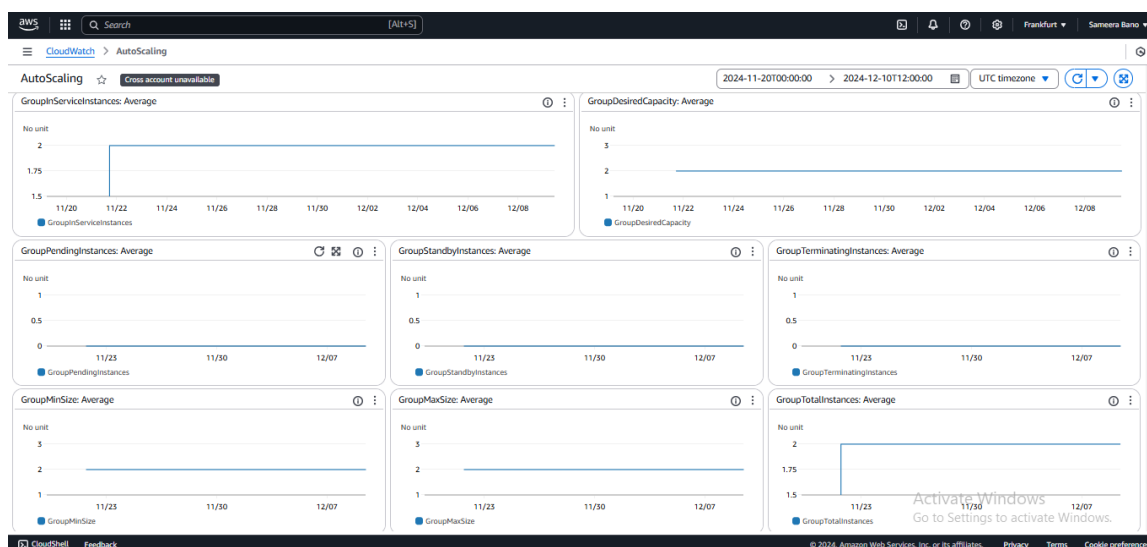 aws
Search
[Alt+S]
Frankfurt
Sameera Bano
CloudWatch > AutoScaling
AutoScaling
Cross account unavailable
2024-11-20T00:00:00 > 2024-12-10T12:00:00
UTC timezone
GroupInServiceInstances: Average
No unit
2
1.75
1.5
11/20 11/22 11/24 11/26 11/28 11/30 12/02 12/04 12/06 12/08
GroupInServiceInstances
GroupDesiredCapacity: Average
No unit
3
2
1
11/20 11/22 11/24 11/26 11/28 11/30 12/02 12/04 12/06 12/08
GroupDesiredCapacity
GroupPendingInstances: Average
No unit
1
0.5
0
11/23 11/30 12/07
GroupPendingInstances
GroupStandbyInstances: Average
No unit
1
0.5
0
11/23 11/30 12/07
GroupStandbyInstances
GroupTerminatingInstances: Average
No unit
1
0.5
0
11/23 11/30 12/07
GroupTerminatingInstances
GroupMinSize: Average
No unit
3
2
1
11/23 11/30 12/07
GroupMinSize
GroupMaxSize: Average
No unit
3
2
1
11/23 11/30 12/07
GroupMaxSize
GroupTotalInstances: Average
No unit
2
1.75
1.5
11/23 11/30 12/07
GroupTotalInstances
Activate Windows
Go to Settings to activate Windows.
CloudShell Feedback
© 2024, Amazon Web Services, Inc. or its affiliates. Privacy Terms Cookie preference